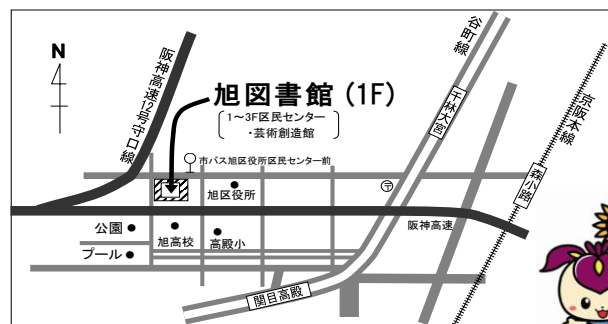 N
阪神高速12号守口線
旭図書館(1F)
1～3F区民センター
・芸術創造館
谷町線
千林大宮
京阪本線
森小路
市バス旭区役所区民センター前
旭区役所
〒
公園
旭高校
高殿小
阪神高速
プール
関目高殿